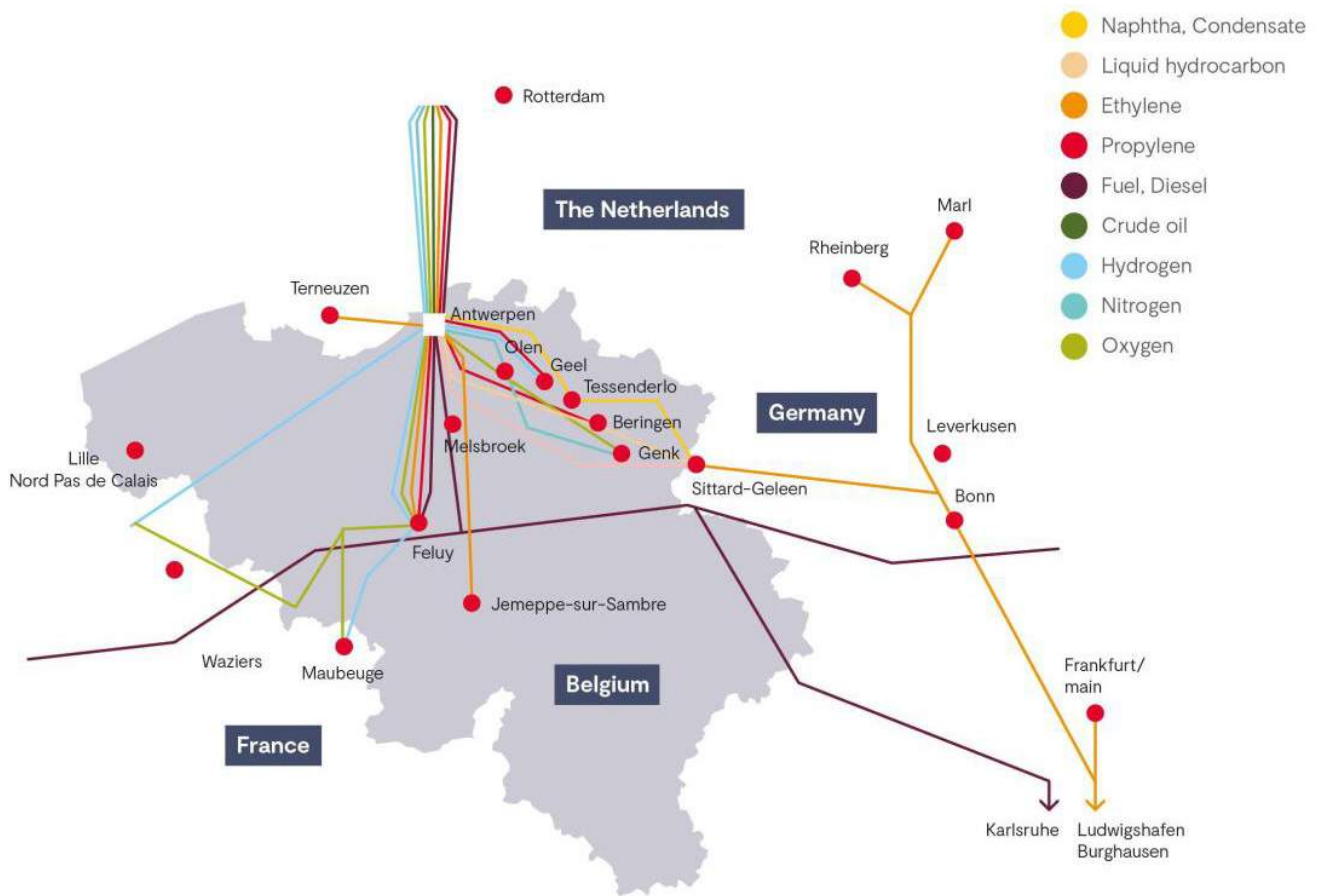 Naphtha, Condensate
Liquid hydrocarbon
Ethylene
Propylene
Fuel, Diesel
Crude oil
Hydrogen
Nitrogen
Oxygen
Rotterdam
The Netherlands
Marl
Rheinberg
Terneuzen
Antwerpen
Olen
Geel
Tessenderlo
Germany
Beringen
Leverkusen
Melsbroek
Genk
Lille
Nord Pas de Calais
Sittard-Geleen
Bonn
Feluy
Jemeppe-sur-Sambre
Waziers
Maubeuge
Belgium
Frankfurt/
main
France
Karlsruhe
Ludwigshafen
Burghausen